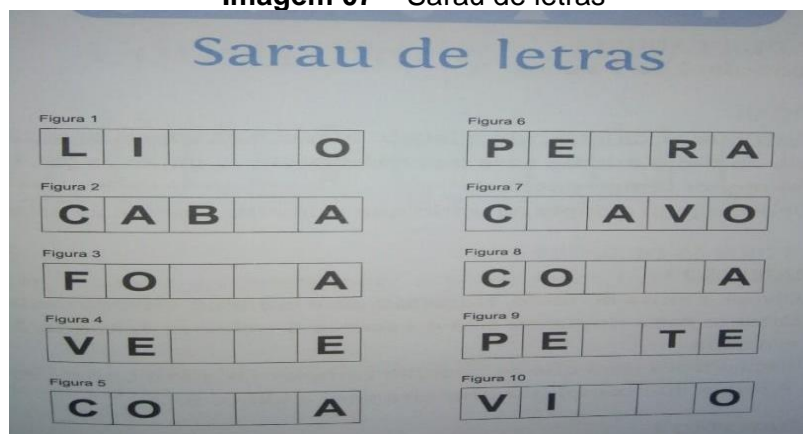 Imagem 07 – Sarau de letras
Sarau de letras
Figura 1
L I O
Figura 2
C A B A
Figura 3
F O A
Figura 4
V E E
Figura 5
C O A
Figura 6
P E R A
Figura 7
C A V O
Figura 8
C O A
Figura 9
P E T E
Figura 10
V I O